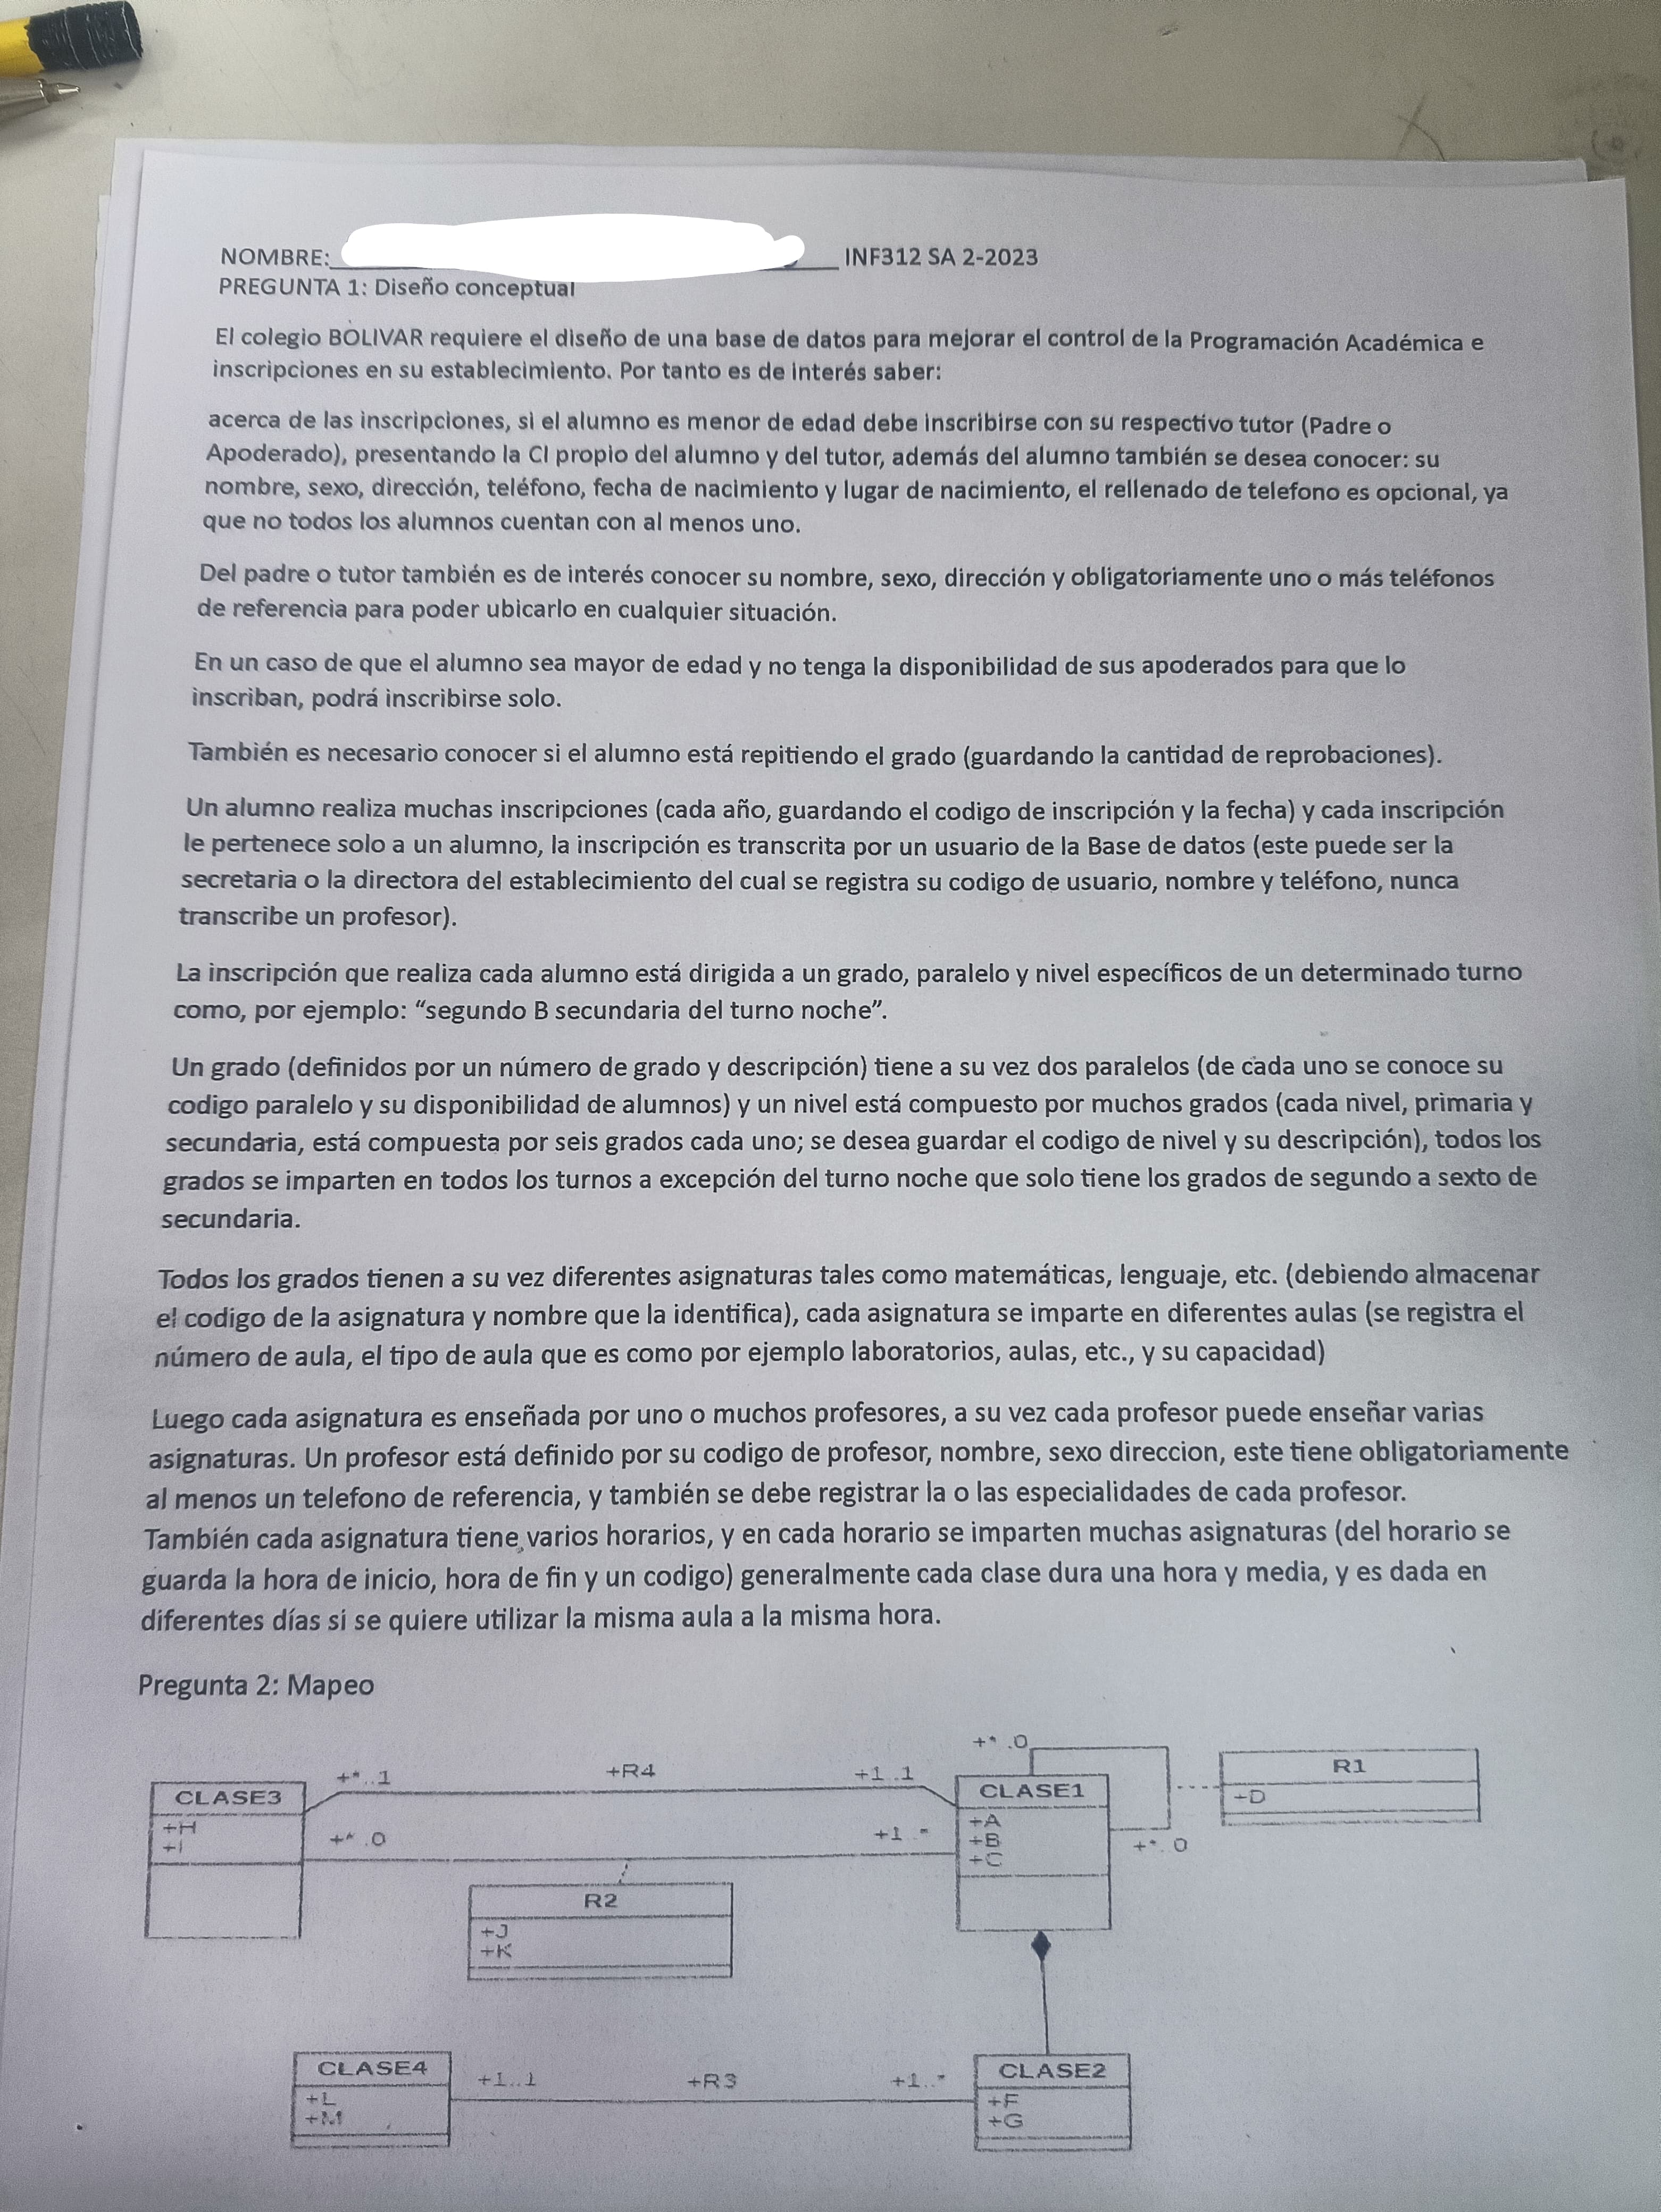 NOMBRE: INF312 SA 2-2023
PREGUNTA 1: Diseño conceptual
El colegio BOLIVAR requiere el diseño de una base de datos para mejorar el control de la Programación Académica e
inscripciones en su establecimiento. Por tanto es de interés saber:
acerca de las inscripciones, si el alumno es menor de edad debe inscribirse con su respectivo tutor (Padre o
Apoderado), presentando la CI propio del alumno y del tutor, además del alumno también se desea conocer: su
nombre, sexo, dirección, teléfono, fecha de nacimiento y lugar de nacimiento, el rellenado de telefono es opcional, ya
que no todos los alumnos cuentan con al menos uno.
Del padre o tutor también es de interés conocer su nombre, sexo, dirección y obligatoriamente uno o más teléfonos
de referencia para poder ubicarlo en cualquier situación.
En un caso de que el alumno sea mayor de edad y no tenga la disponibilidad de sus apoderados para que lo
inscriban, podrá inscribirse solo.
También es necesario conocer si el alumno está repitiendo el grado (guardando la cantidad de reprobaciones).
Un alumno realiza muchas inscripciones (cada año, guardando el codigo de inscripción y la fecha) y cada inscripción
le pertenece solo a un alumno, la inscripción es transcrita por un usuario de la Base de datos (este puede ser la
secretaria o la directora del establecimiento del cual se registra su codigo de usuario, nombre y teléfono, nunca
transcribe un profesor).
La inscripción que realiza cada alumno está dirigida a un grado, paralelo y nivel específicos de un determinado turno
como, por ejemplo: “segundo B secundaria del turno noche”.
Un grado (definidos por un número de grado y descripción) tiene a su vez dos paralelos (de cada uno se conoce su
codigo paralelo y su disponibilidad de alumnos) y un nivel está compuesto por muchos grados (cada nivel, primaria y
secundaria, está compuesta por seis grados cada uno; se desea guardar el codigo de nivel y su descripción), todos los
grados se imparten en todos los turnos a excepción del turno noche que solo tiene los grados de segundo a sexto de
secundaria.
Todos los grados tienen a su vez diferentes asignaturas tales como matemáticas, lenguaje, etc. (debiendo almacenar
el codigo de la asignatura y nombre que la identifica), cada asignatura se imparte en diferentes aulas (se registra el
número de aula, el tipo de aula que es como por ejemplo laboratorios, aulas, etc., y su capacidad)
Luego cada asignatura es enseñada por uno o muchos profesores, a su vez cada profesor puede enseñar varias
asignaturas. Un profesor está definido por su codigo de profesor, nombre, sexo direccion, este tiene obligatoriamente
al menos un telefono de referencia, y también se debe registrar la o las especialidades de cada profesor.
También cada asignatura tiene varios horarios, y en cada horario se imparten muchas asignaturas (del horario se
guarda la hora de inicio, hora de fin y un codigo) generalmente cada clase dura una hora y media, y es dada en
diferentes días si se quiere utilizar la misma aula a la misma hora.
Pregunta 2: Mapeo
+*..0
R1
+D
+*..1
+R4
+1..1
CLASE3
+H
+I
CLASE1
+A
+B
+C
+*..0
+1..*
+*..0
R2
+J
+K
CLASE4
+L
+M
+1..1
+R3
+1..*
CLASE2
+F
+G